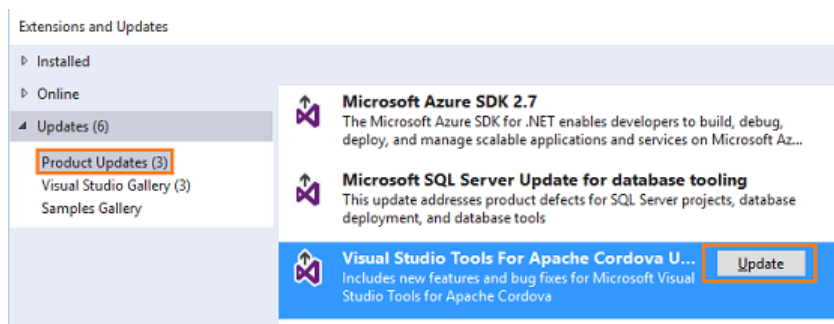 Extensions and Updates
Installed
Online
Updates (6)
Product Updates (3)
Visual Studio Gallery (3)
Samples Gallery
Microsoft Azure SDK 2.7
The Microsoft Azure SDK for .NET enables developers to build, debug,
deploy, and manage scalable applications and services on Microsoft Az...
Microsoft SQL Server Update for database tooling
This update addresses product defects for SQL Server projects, database
deployment, and database tools
Visual Studio Tools For Apache Cordova U...
Update
Includes new features and bug fixes for Microsoft Visual
Studio Tools for Apache Cordova